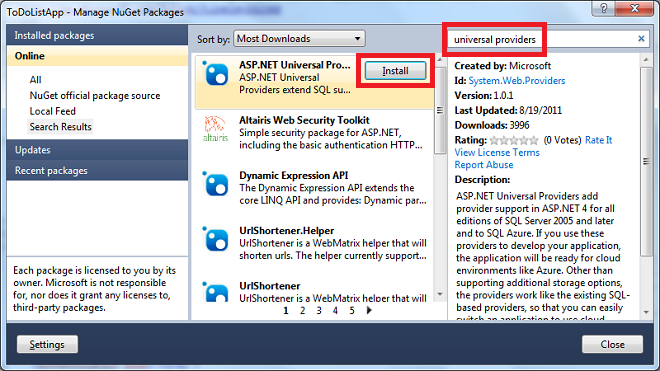 ToDoListApp - Manage NuGet Packages
Installed packages
Online
All
NuGet official package source
Local Feed
Search Results
Updates
Recent packages
Each package is licensed to you by its
owner. Microsoft is not responsible
for, nor does it grant any licenses to,
third-party packages.
Settings
Sort by: Most Downloads
ASP.NET Universal Pro...
ASP.NET Universal
Providers extend SQL su...
Install
altairis
Altairis Web Security Toolkit
Simple security package for ASP.NET,
including the basic authentication HTTP...
Dynamic Expression API
The Dynamic Expression API extends the
core LINQ API and provides: Dynamic par...
UrlShortener.Helper
UrlShortener is a WebMatrix helper that will
shorten urls. The helper currently support...
UrlShortener
UrlShortener is a WebMatrix helper that will
1 2 3 4 5
universal providers
Created by: Microsoft
Id: System.Web.Providers
Version: 1.0.1
Last Updated: 8/19/2011
Downloads: 3996
Rating: (0 Votes) Rate It
View License Terms
Report Abuse
Description:
ASP.NET Universal Providers add
provider support in ASP.NET 4 for all
editions of SQL Server 2005 and later
and to SQL Azure. If you use these
providers to develop your application,
the application will be ready for cloud
environments like Azure. Other than
supporting additional storage options,
the providers work like the existing SQL-
based providers, so that you can easily
switch an application to use cloud
Close